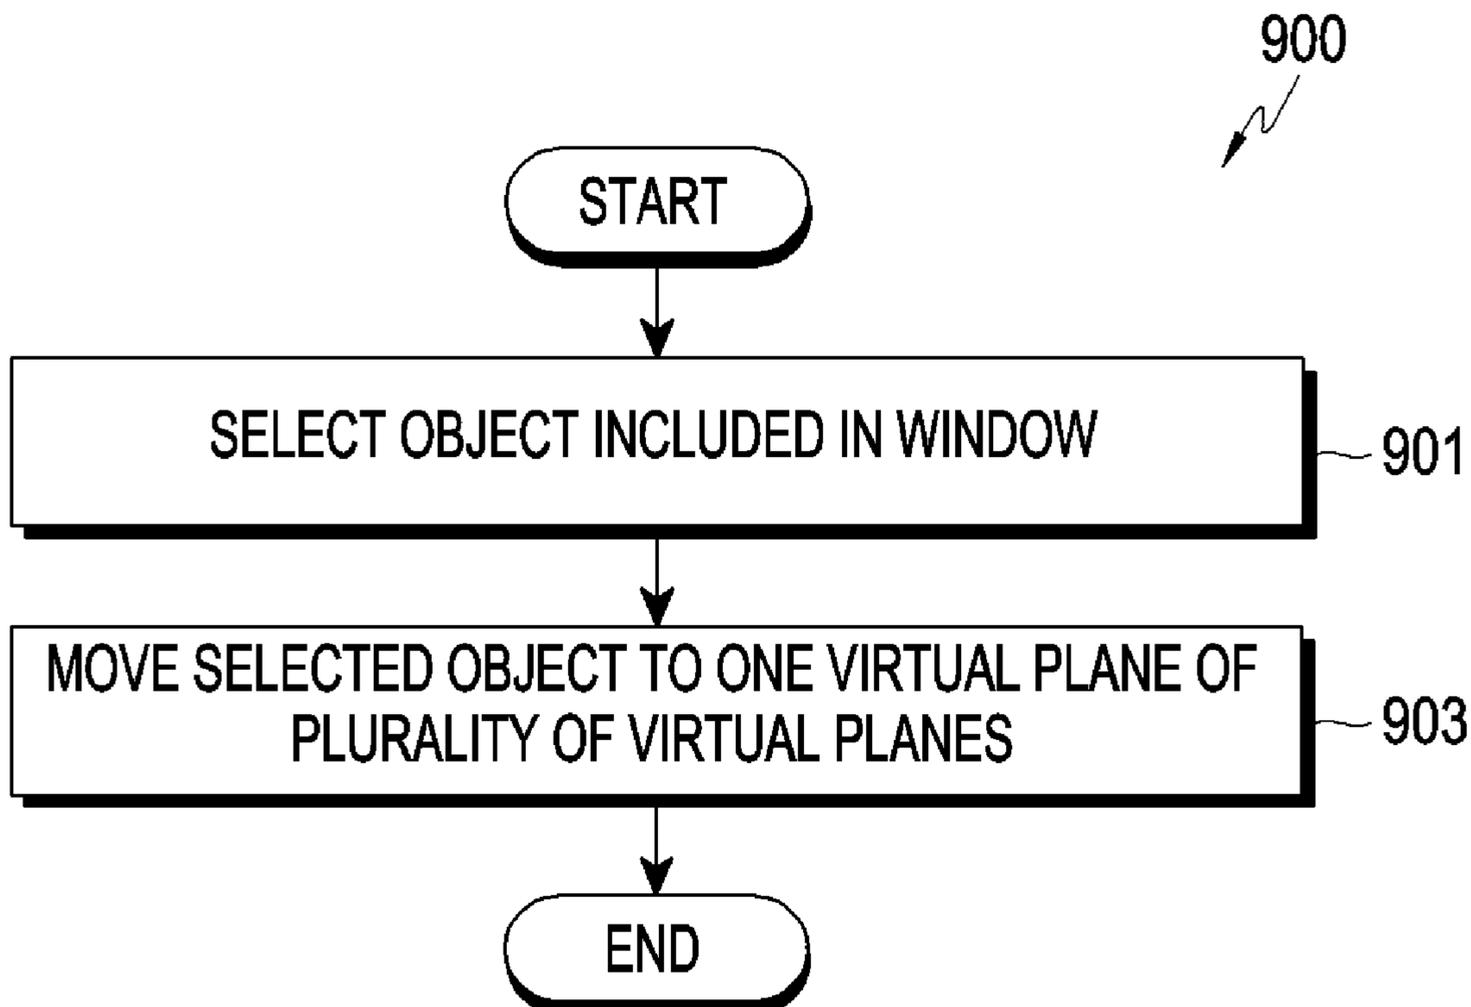 900
START
SELECT OBJECT INCLUDED IN WINDOW
901
MOVE SELECTED OBJECT TO ONE VIRTUAL PLANE OF
PLURALITY OF VIRTUAL PLANES
903
END